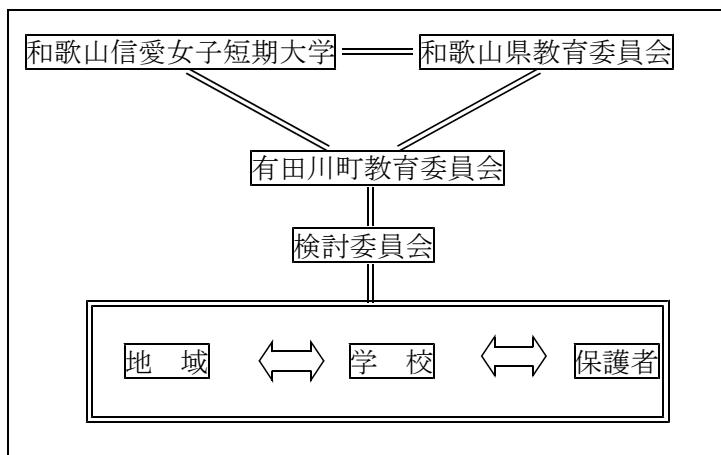 和歌山信愛女子短期大学
和歌山県教育委員会
有田川町教育委員会
検討委員会
地　域
学　校
保護者